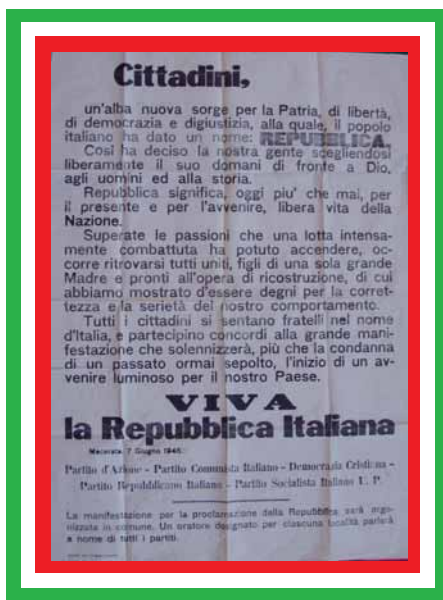 Cittadini,
un'alba nuova sorge per la Patria, di libertà,
di democrazia e digiustizia, alla quale, il popolo
italiano ha dato un nome: REPUBBLICA.
Così ha deciso la nostra gente scegliendosi
liberamente il suo domani di fronte a Dio,
agli uomini ed alla storia.
Repubblica significa, oggi piu' che mai, per
il presente e per l'avvenire, libera vita della
Nazione.
Superate le passioni che una lotta intensa-
mente combattuta ha potuto accendere, oc-
corre ritrovarsi tutti uniti, figli di una sola grande
Madre e pronti all'opera di ricostruzione, di cui
abbiamo mostrato d'essere degni per la corret-
tezza e la serietà del nostro comportamento.
Tutti i cittadini si sentano fratelli nel nome
d'Italia, e partecipino concordi alla grande mani-
festazione che solennizzerà, più che la condanna
di un passato ormai sepolto, l'inizio di un av-
venire luminoso per il nostro Paese.
VIVA
la Repubblica Italiana
Macerata, 7 Giugno 1946.
Partito d'Azione - Partito Comunista Italiano - Democrazia Cristiana -
Partito Repubblicano Italiano - Partito Socialista Italiano U. P.
La manifestazione per la proclamazione della Repubblica sarà orga-
nizzata in comune. Un oratore designato per ciascuna località parlerà
a nome di tutti i partiti.